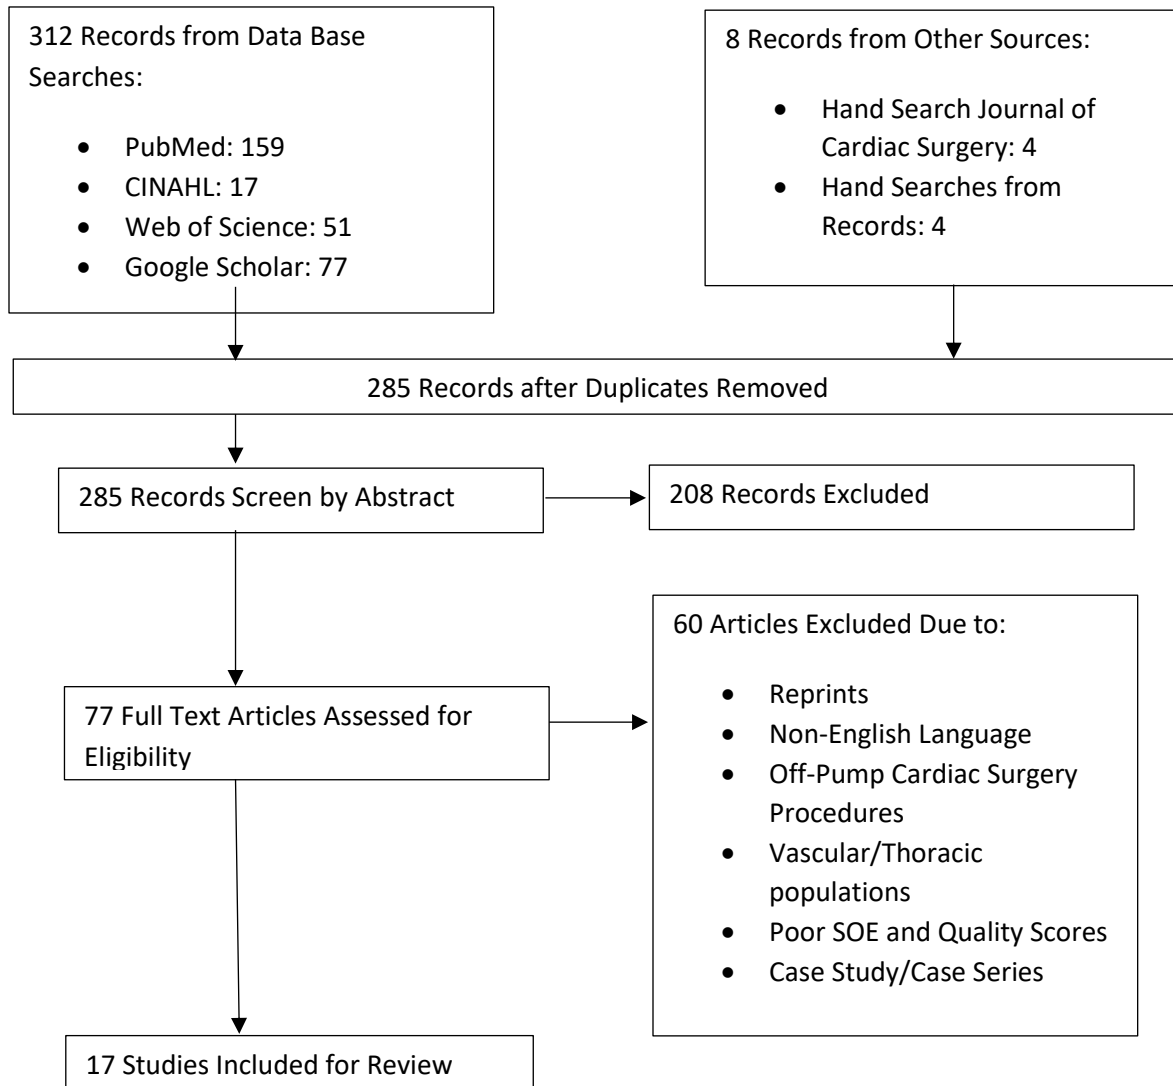 312 Records from Data Base
Searches:
• PubMed: 159
• CINAHL: 17
• Web of Science: 51
• Google Scholar: 77
8 Records from Other Sources:
• Hand Search Journal of
Cardiac Surgery: 4
• Hand Searches from
Records: 4
285 Records after Duplicates Removed
285 Records Screen by Abstract
208 Records Excluded
77 Full Text Articles Assessed for
Eligibility
60 Articles Excluded Due to:
• Reprints
• Non-English Language
• Off-Pump Cardiac Surgery
Procedures
• Vascular/Thoracic
populations
• Poor SOE and Quality Scores
• Case Study/Case Series
17 Studies Included for Review